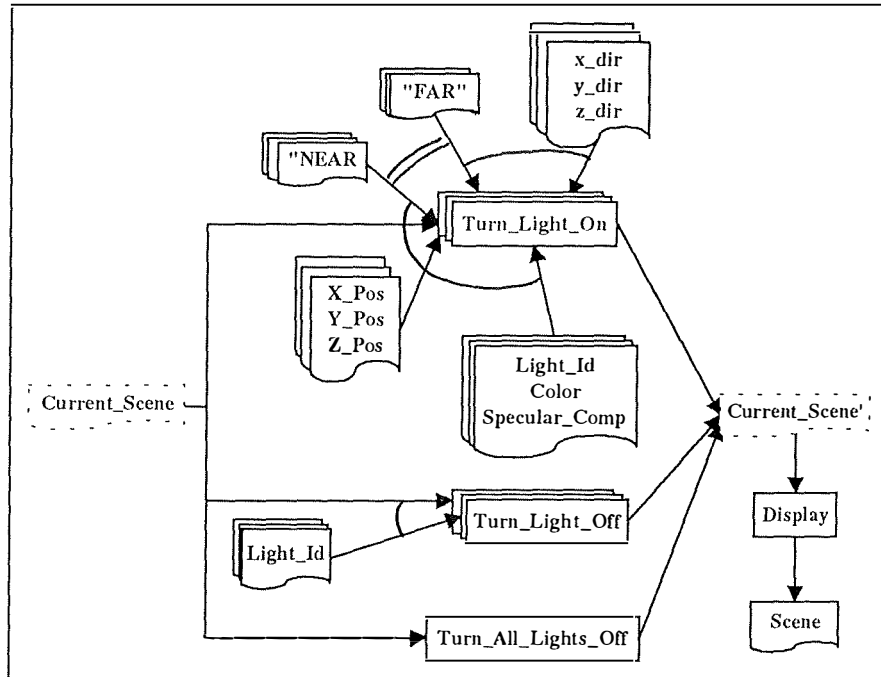 x_dir
y_dir
z_dir
"FAR"
"NEAR
Turn_Light_On
X_Pos
Y_Pos
Z_Pos
Light_Id
Color
Specular_Comp
Current_Scene
Current_Scene'
Turn_Light_Off
Display
Light_Id
Scene
Turn_All_Lights_Off